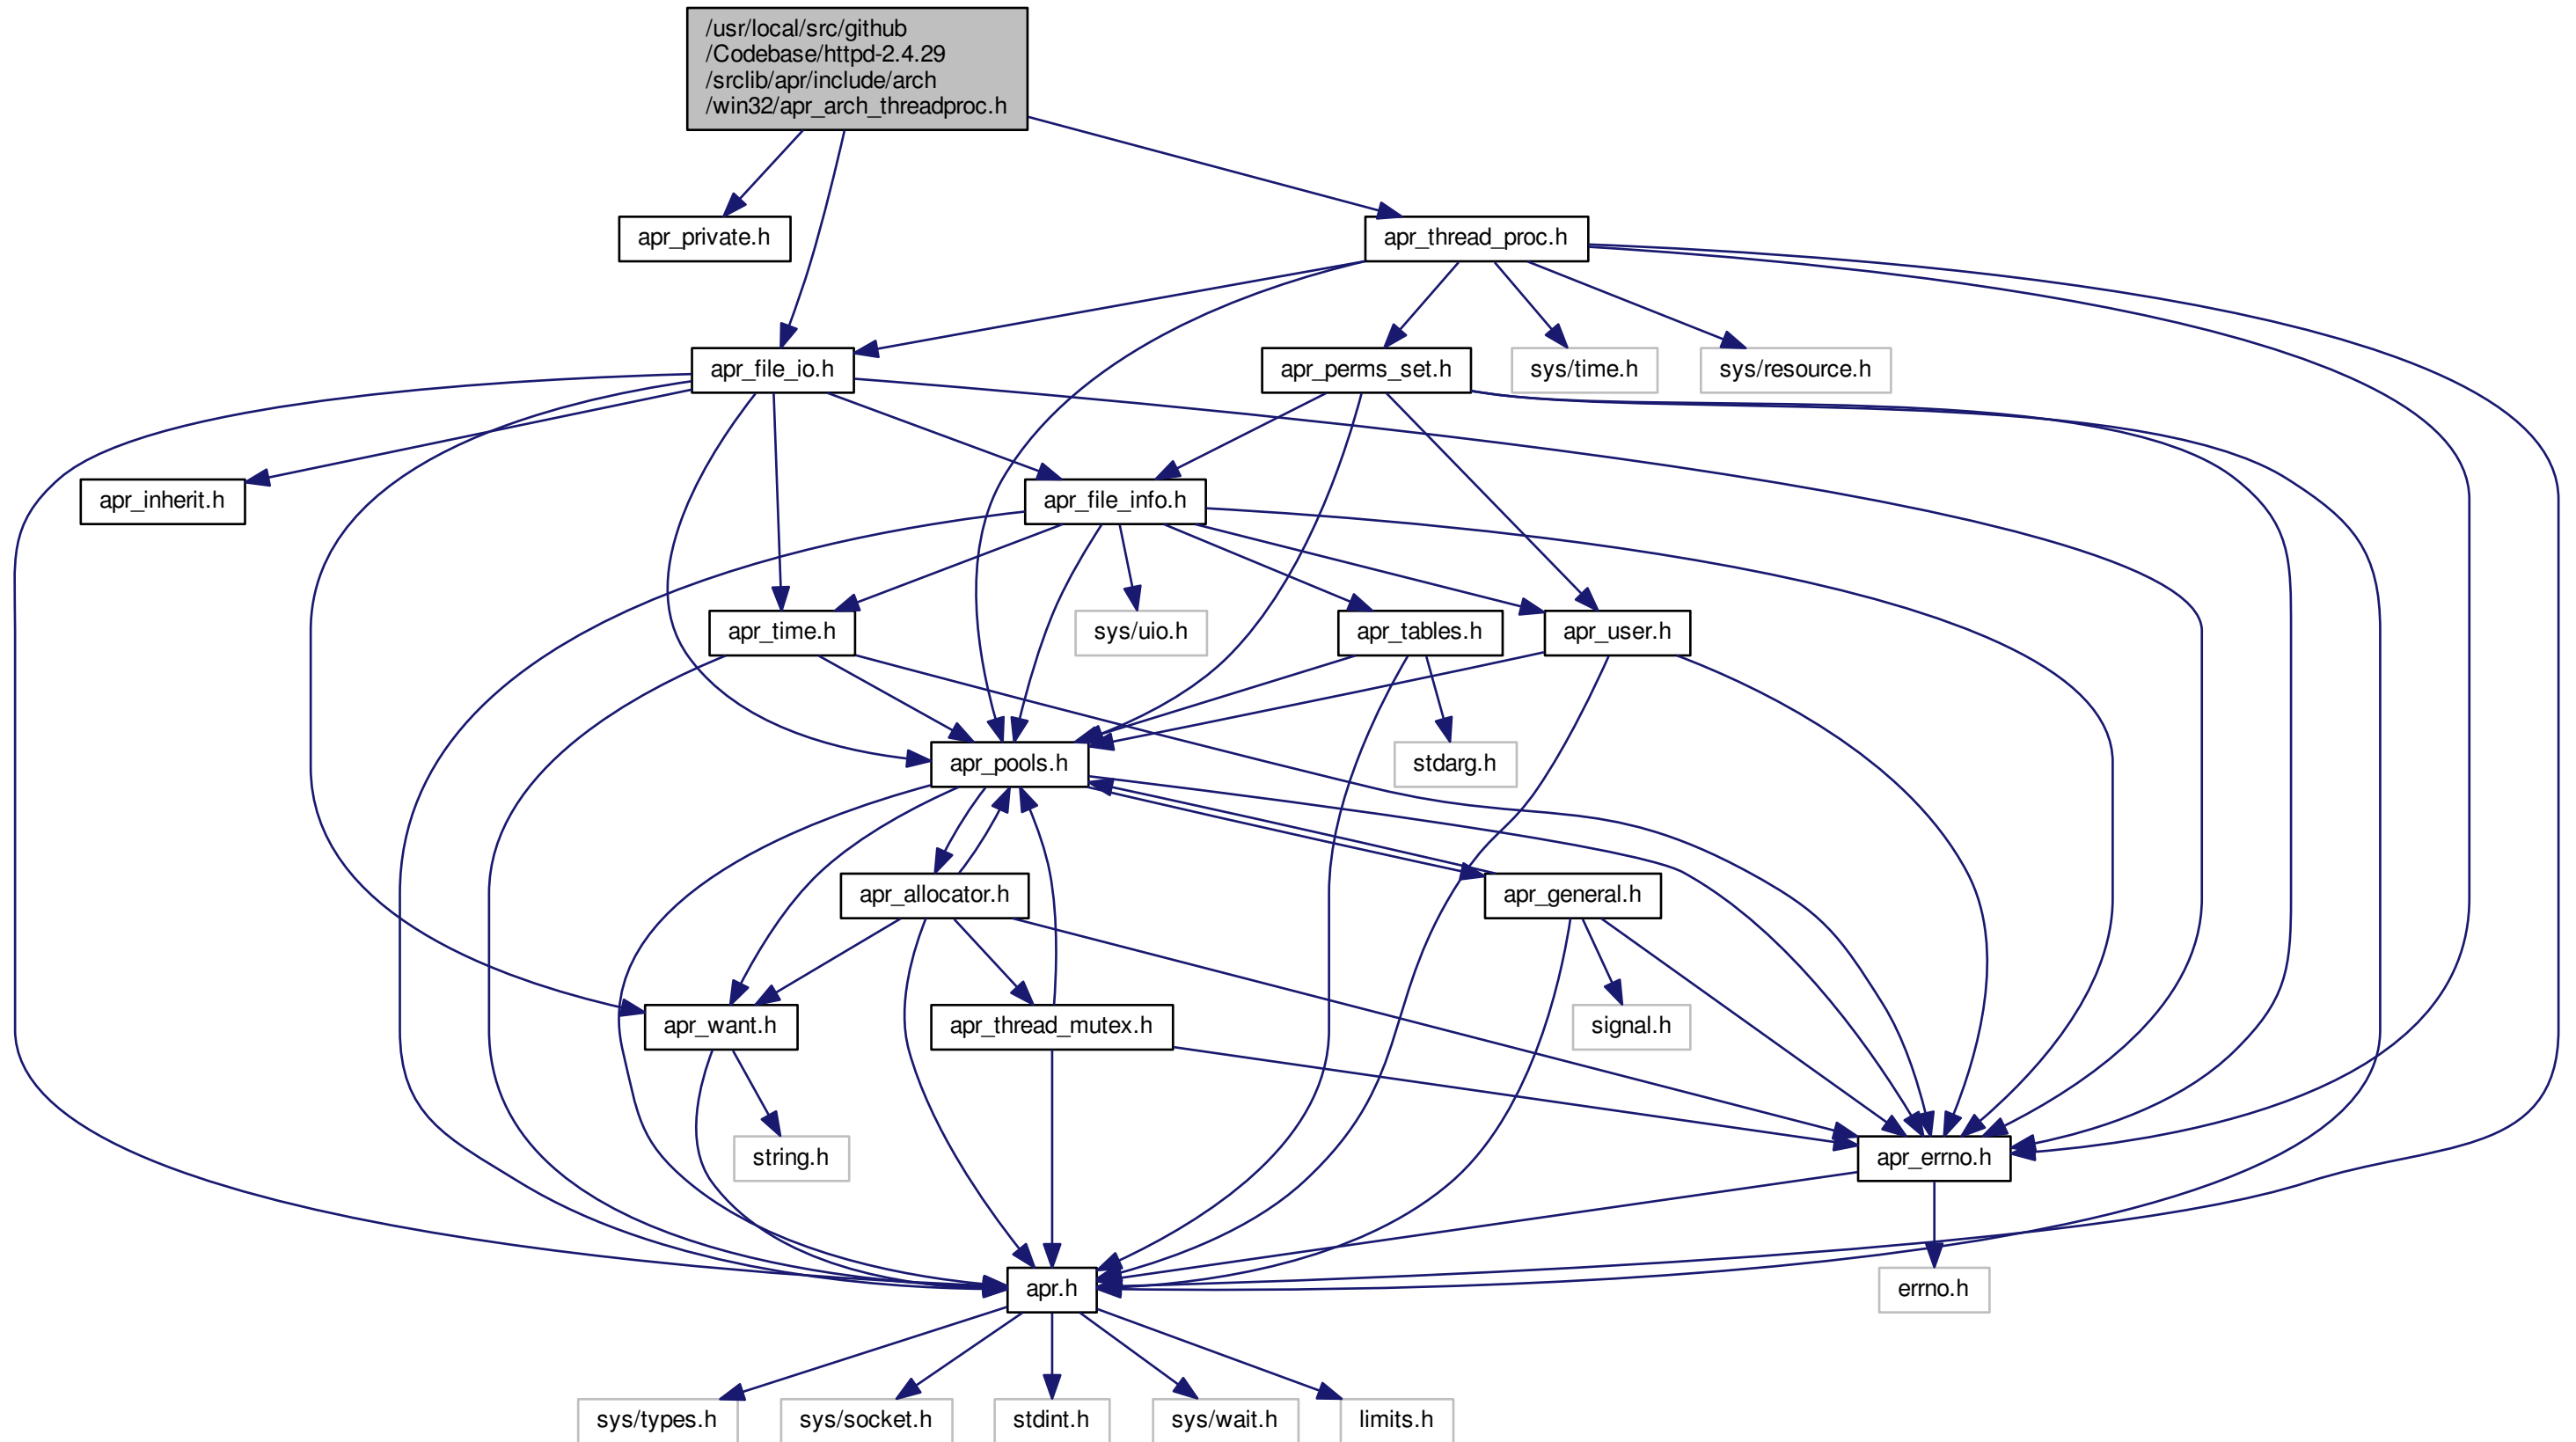 /usr/local/src/github
/Codebase/httpd-2.4.29
/srclib/apr/include/arch
/win32/apr_arch_threadproc.h
apr_private.h
apr_thread_proc.h
apr_file_io.h
apr_perms_set.h
sys/time.h
sys/resource.h
apr_inherit.h
apr_file_info.h
apr_time.h
sys/uio.h
apr_tables.h
apr_user.h
apr_pools.h
stdarg.h
apr_allocator.h
apr_general.h
apr_want.h
apr_thread_mutex.h
signal.h
string.h
apr_errno.h
apr.h
errno.h
sys/types.h
sys/socket.h
stdint.h
sys/wait.h
limits.h